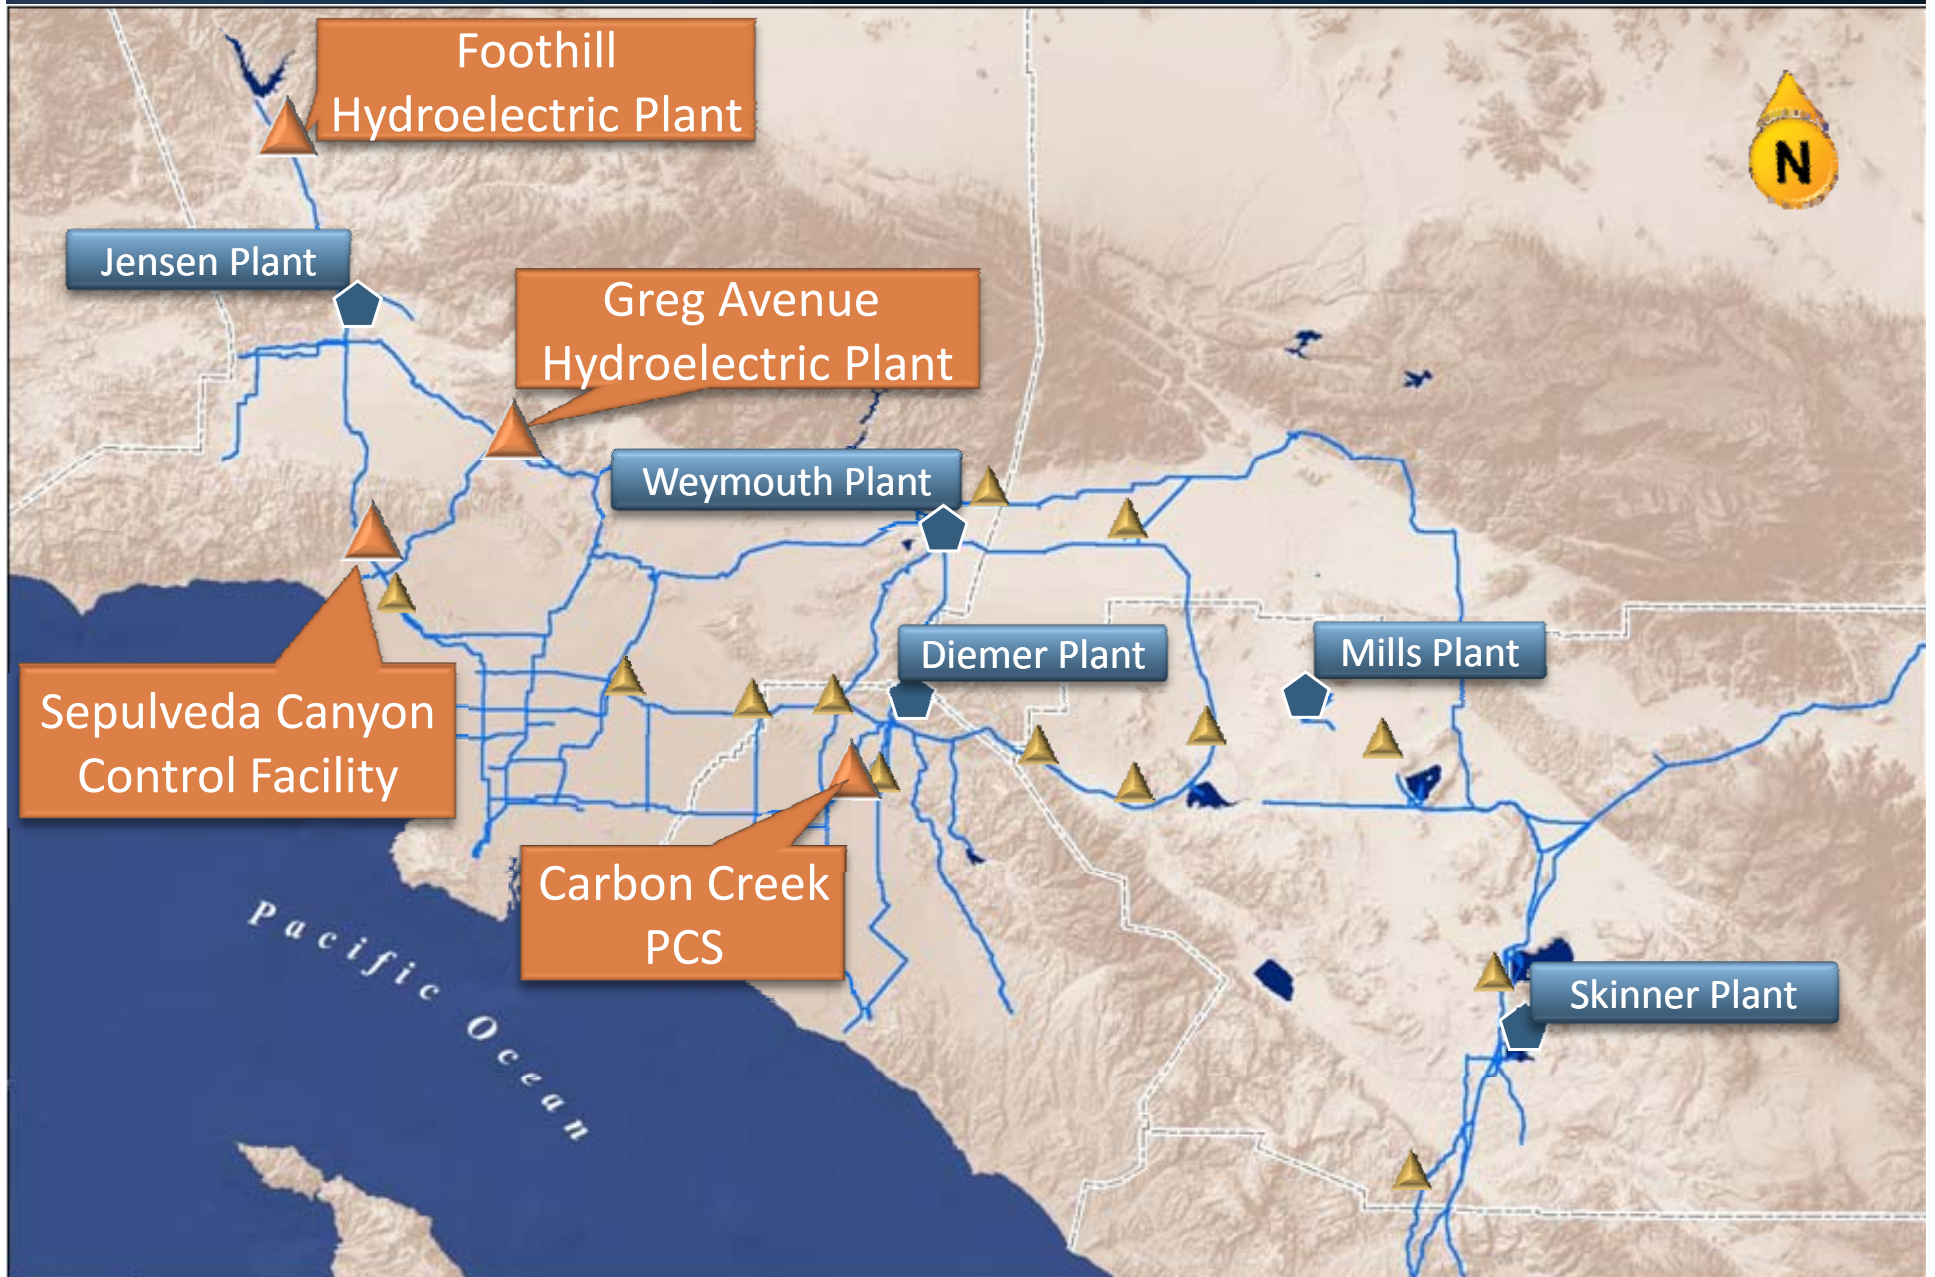 Foothill
Hydroelectric Plant
N
Jensen Plant
Greg Avenue
Hydroelectric Plant
Weymouth Plant
Diemer Plant
Mills Plant
Sepulveda Canyon
Control Facility
Carbon Creek
PCS
Pacific Ocean
Skinner Plant